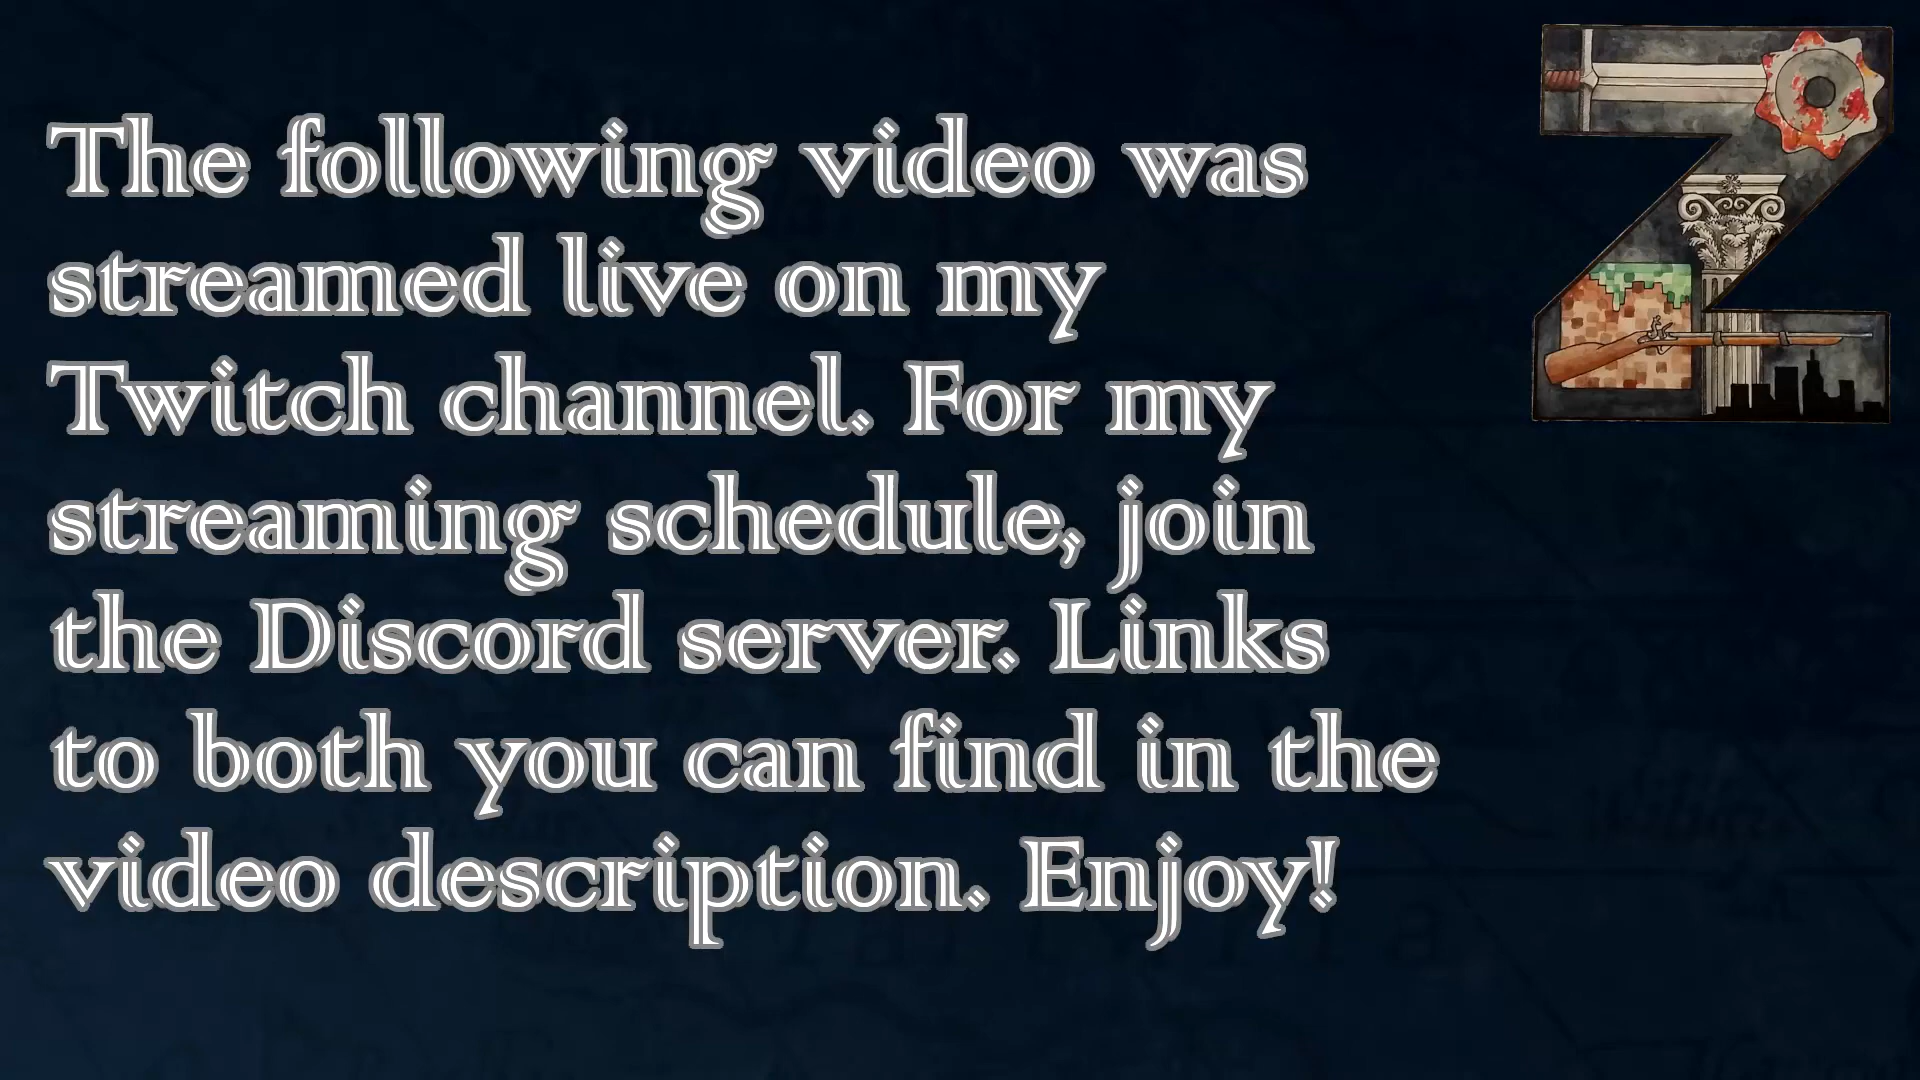 The following video was
streamed live on my
Twitch channel. For my
streaming schedule, join
the Discord server. Links
to both you can find in the
video description. Enjoy!